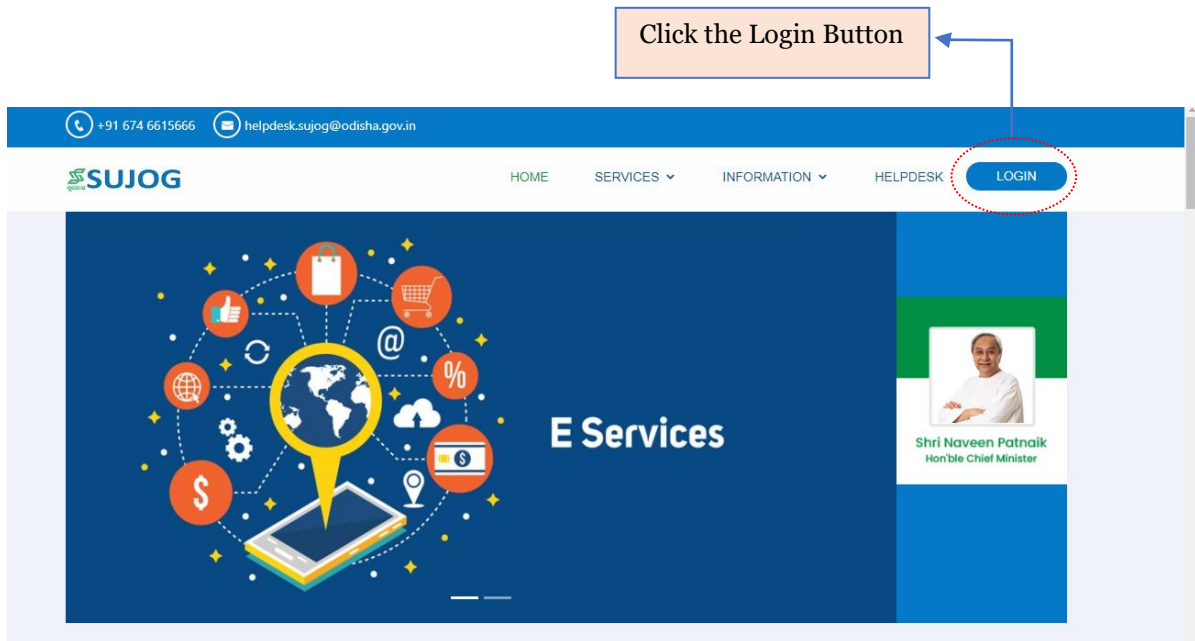 Click the Login Button
+91 674 6615666 helpdesk.sujog@odisha.gov.in
SUJOG HOME SERVICES INFORMATION HELPDESK LOGIN
@
%
$
$
E Services
Shri Naveen Patnaik
Hon'ble Chief Minister